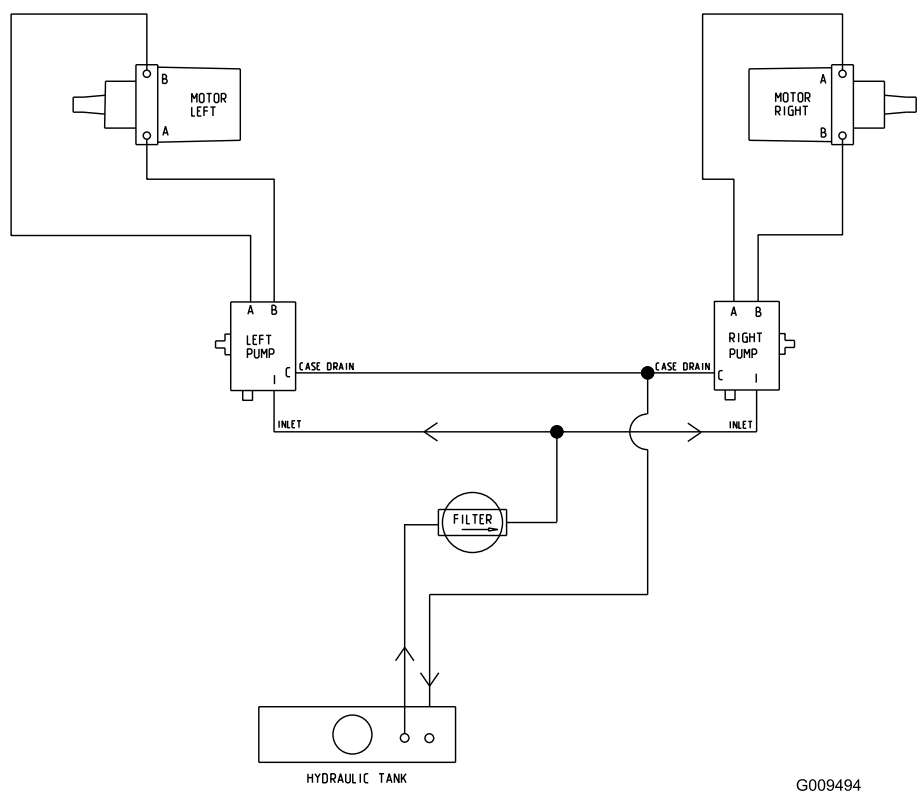 B
A
MOTOR
LEFT
A
B
MOTOR
RIGHT
A B
LEFT
PUMP
C
I
CASE DRAIN
INLET
A B
RIGHT
PUMP
C
I
CASE DRAIN
INLET
FILTER
HYDRAULIC TANK
G009494